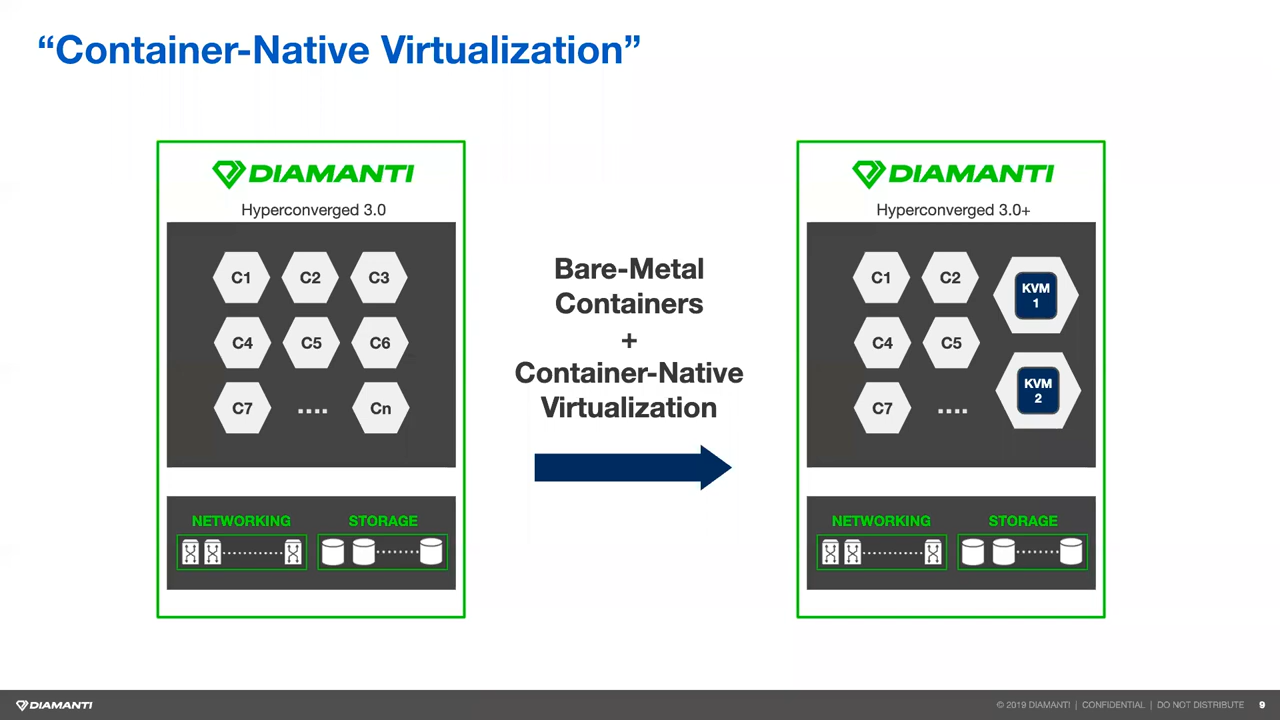 “Container-Native Virtualization”
DIAMANTI
Hyperconverged 3.0
C1 C2 C3
C4 C5 C6
C7 .... Cn
NETWORKING STORAGE
Bare-Metal
Containers
+
Container-Native
Virtualization
DIAMANTI
Hyperconverged 3.0+
C1 C2
KVM
1
C4 C5
C7 ....
KVM
2
NETWORKING STORAGE
DIAMANTI
© 2019 DIAMANTI | CONFIDENTIAL | DO NOT DISTRIBUTE 9